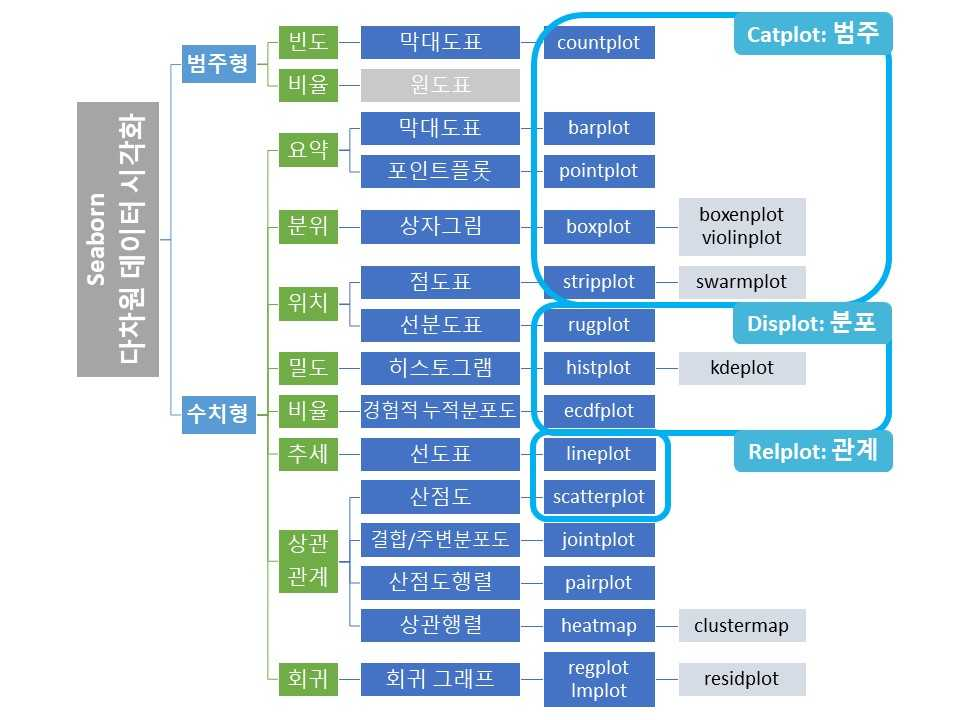 Seaborn
다차원 데이터 시각화
범주형
빈도
막대도표
countplot
Catplot: 범주
비율
원도표
수치형
요약
막대도표
barplot
포인트플롯
pointplot
분위
상자그림
boxplot
boxenplot
violinplot
위치
점도표
stripplot
swarmplot
선분도표
rugplot
Displot: 분포
밀도
히스토그램
histplot
kdeplot
비율
경험적 누적분포도
ecdfplot
추세
선도표
lineplot
Relplot: 관계
상관
관계
산점도
scatterplot
결합/주변분포도
jointplot
산점도행렬
pairplot
상관행렬
heatmap
clustermap
회귀
회귀 그래프
regplot
lmplot
residplot